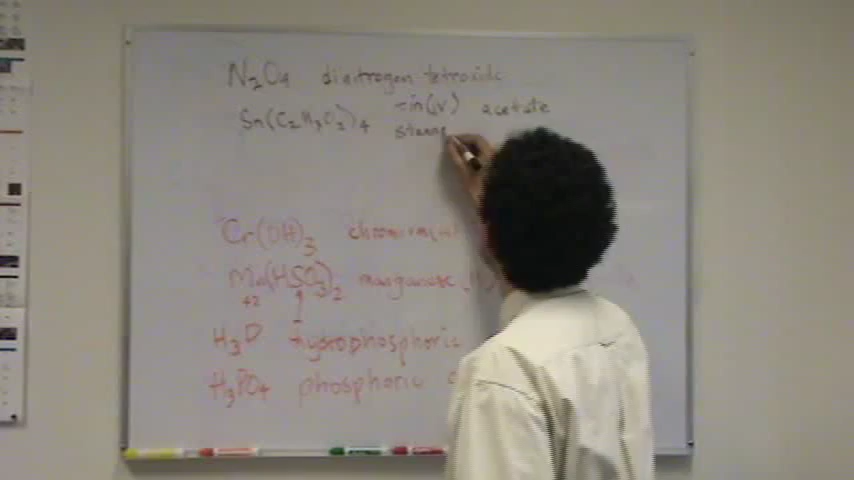 N2O4 dinitrogen tetroxide
Sn(C2H3O2)4 tin(IV) acetate
stann
Cr(OH)3 chromium(
Mn(HSO3)2 manganese (
+2
H3P hydrophosphoric
H3PO4 phosphoric